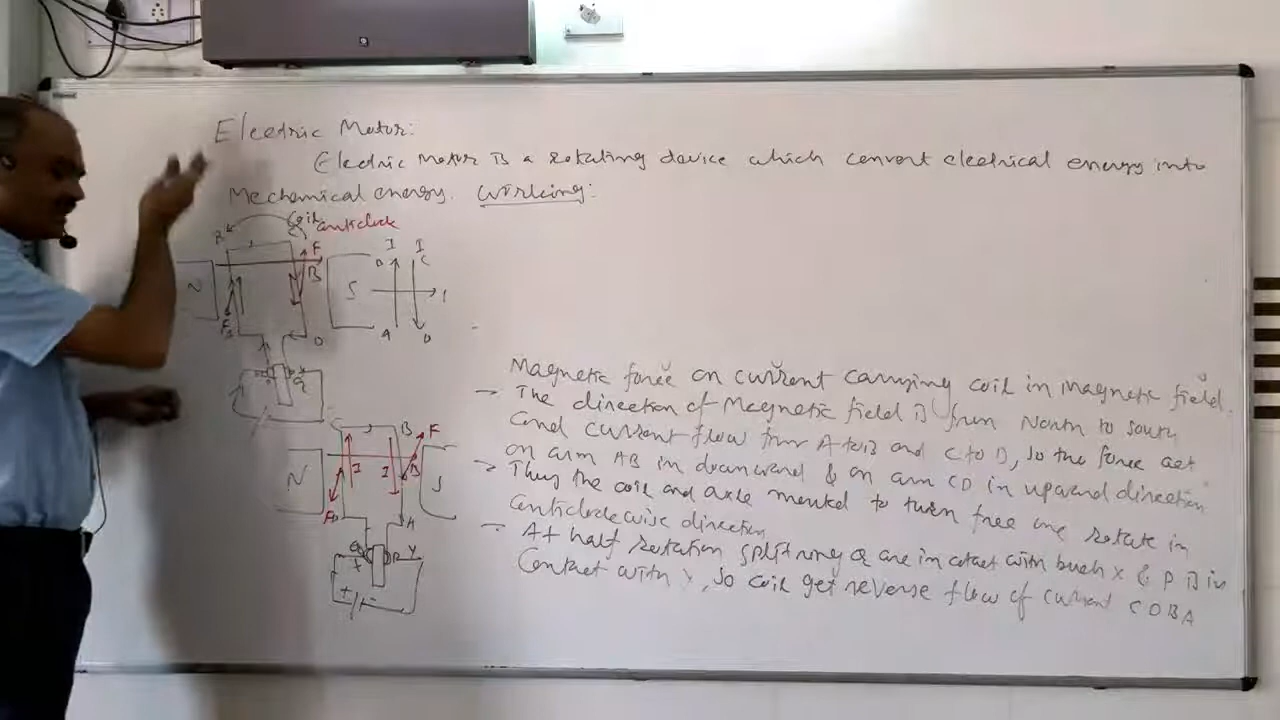 Electric Motor:
Electric Motor is a rotating device which convert electrical energy into
Mechanical energy. Working:
Coil anticlock
F
B
N
S
I I
D C
A D
F
D
x y
Q
Magnetic force on current carrying coil in magnetic field.
- The direction of Magnetic field is from North to South
and current flow from A to B and C to D, so the force act
on arm AB in downward & on arm CD in upward direction
- Thus the coil and axle mented to turn free are rotate in
anticlockwise direction
- At half rotation split ring Q are in cotact with bush x & P is in
Contact with y, so coil get reverse flow of current CDBA
C B F
N
I I B
F D A
S
Q P y
x
+ -